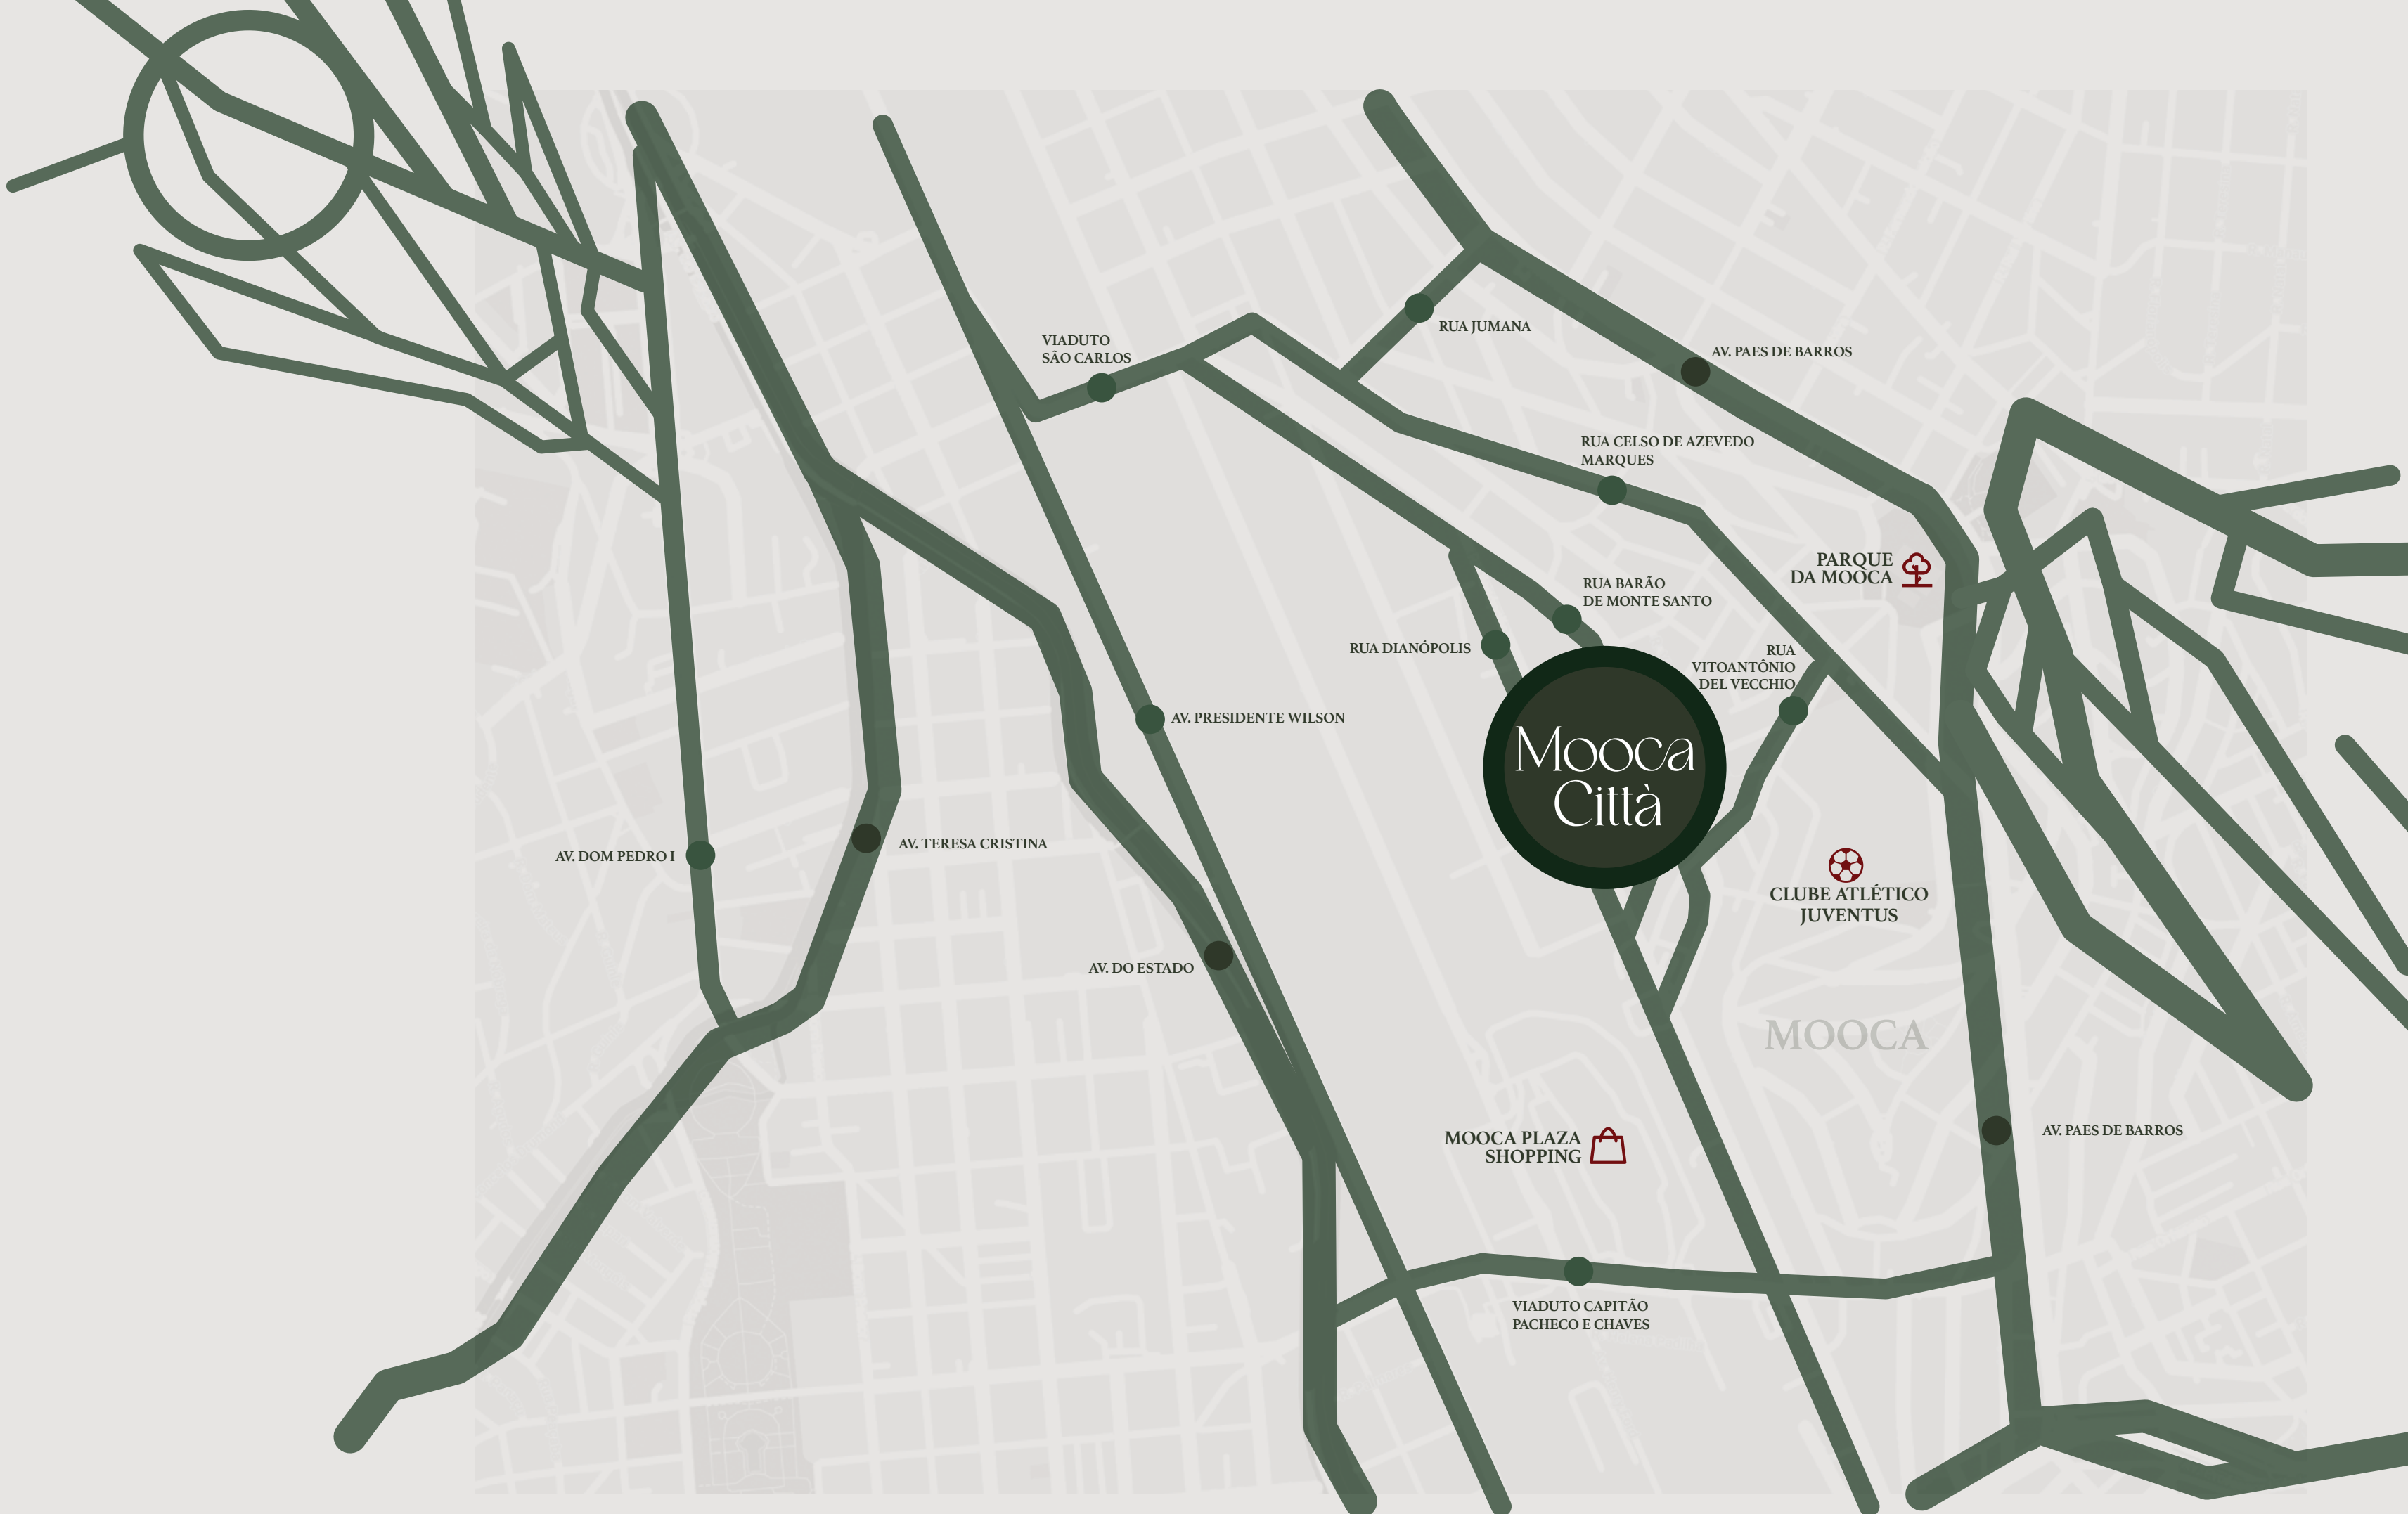 VIADUTO
SÃO CARLOS
RUA JUMANA
AV. PAES DE BARROS
RUA CELSO DE AZEVEDO
MARQUES
PARQUE
DA MOOCA
RUA BARÃO
DE MONTE SANTO
RUA DIANÓPOLIS
RUA
VITOANTÔNIO
DEL VECCHIO
AV. PRESIDENTE WILSON
Mooca
Città
AV. DOM PEDRO I
AV. TERESA CRISTINA
CLUBE ATLÉTICO
JUVENTUS
AV. DO ESTADO
MOOCA
MOOCA PLAZA
SHOPPING
AV. PAES DE BARROS
VIADUTO CAPITÃO
PACHECO E CHAVES